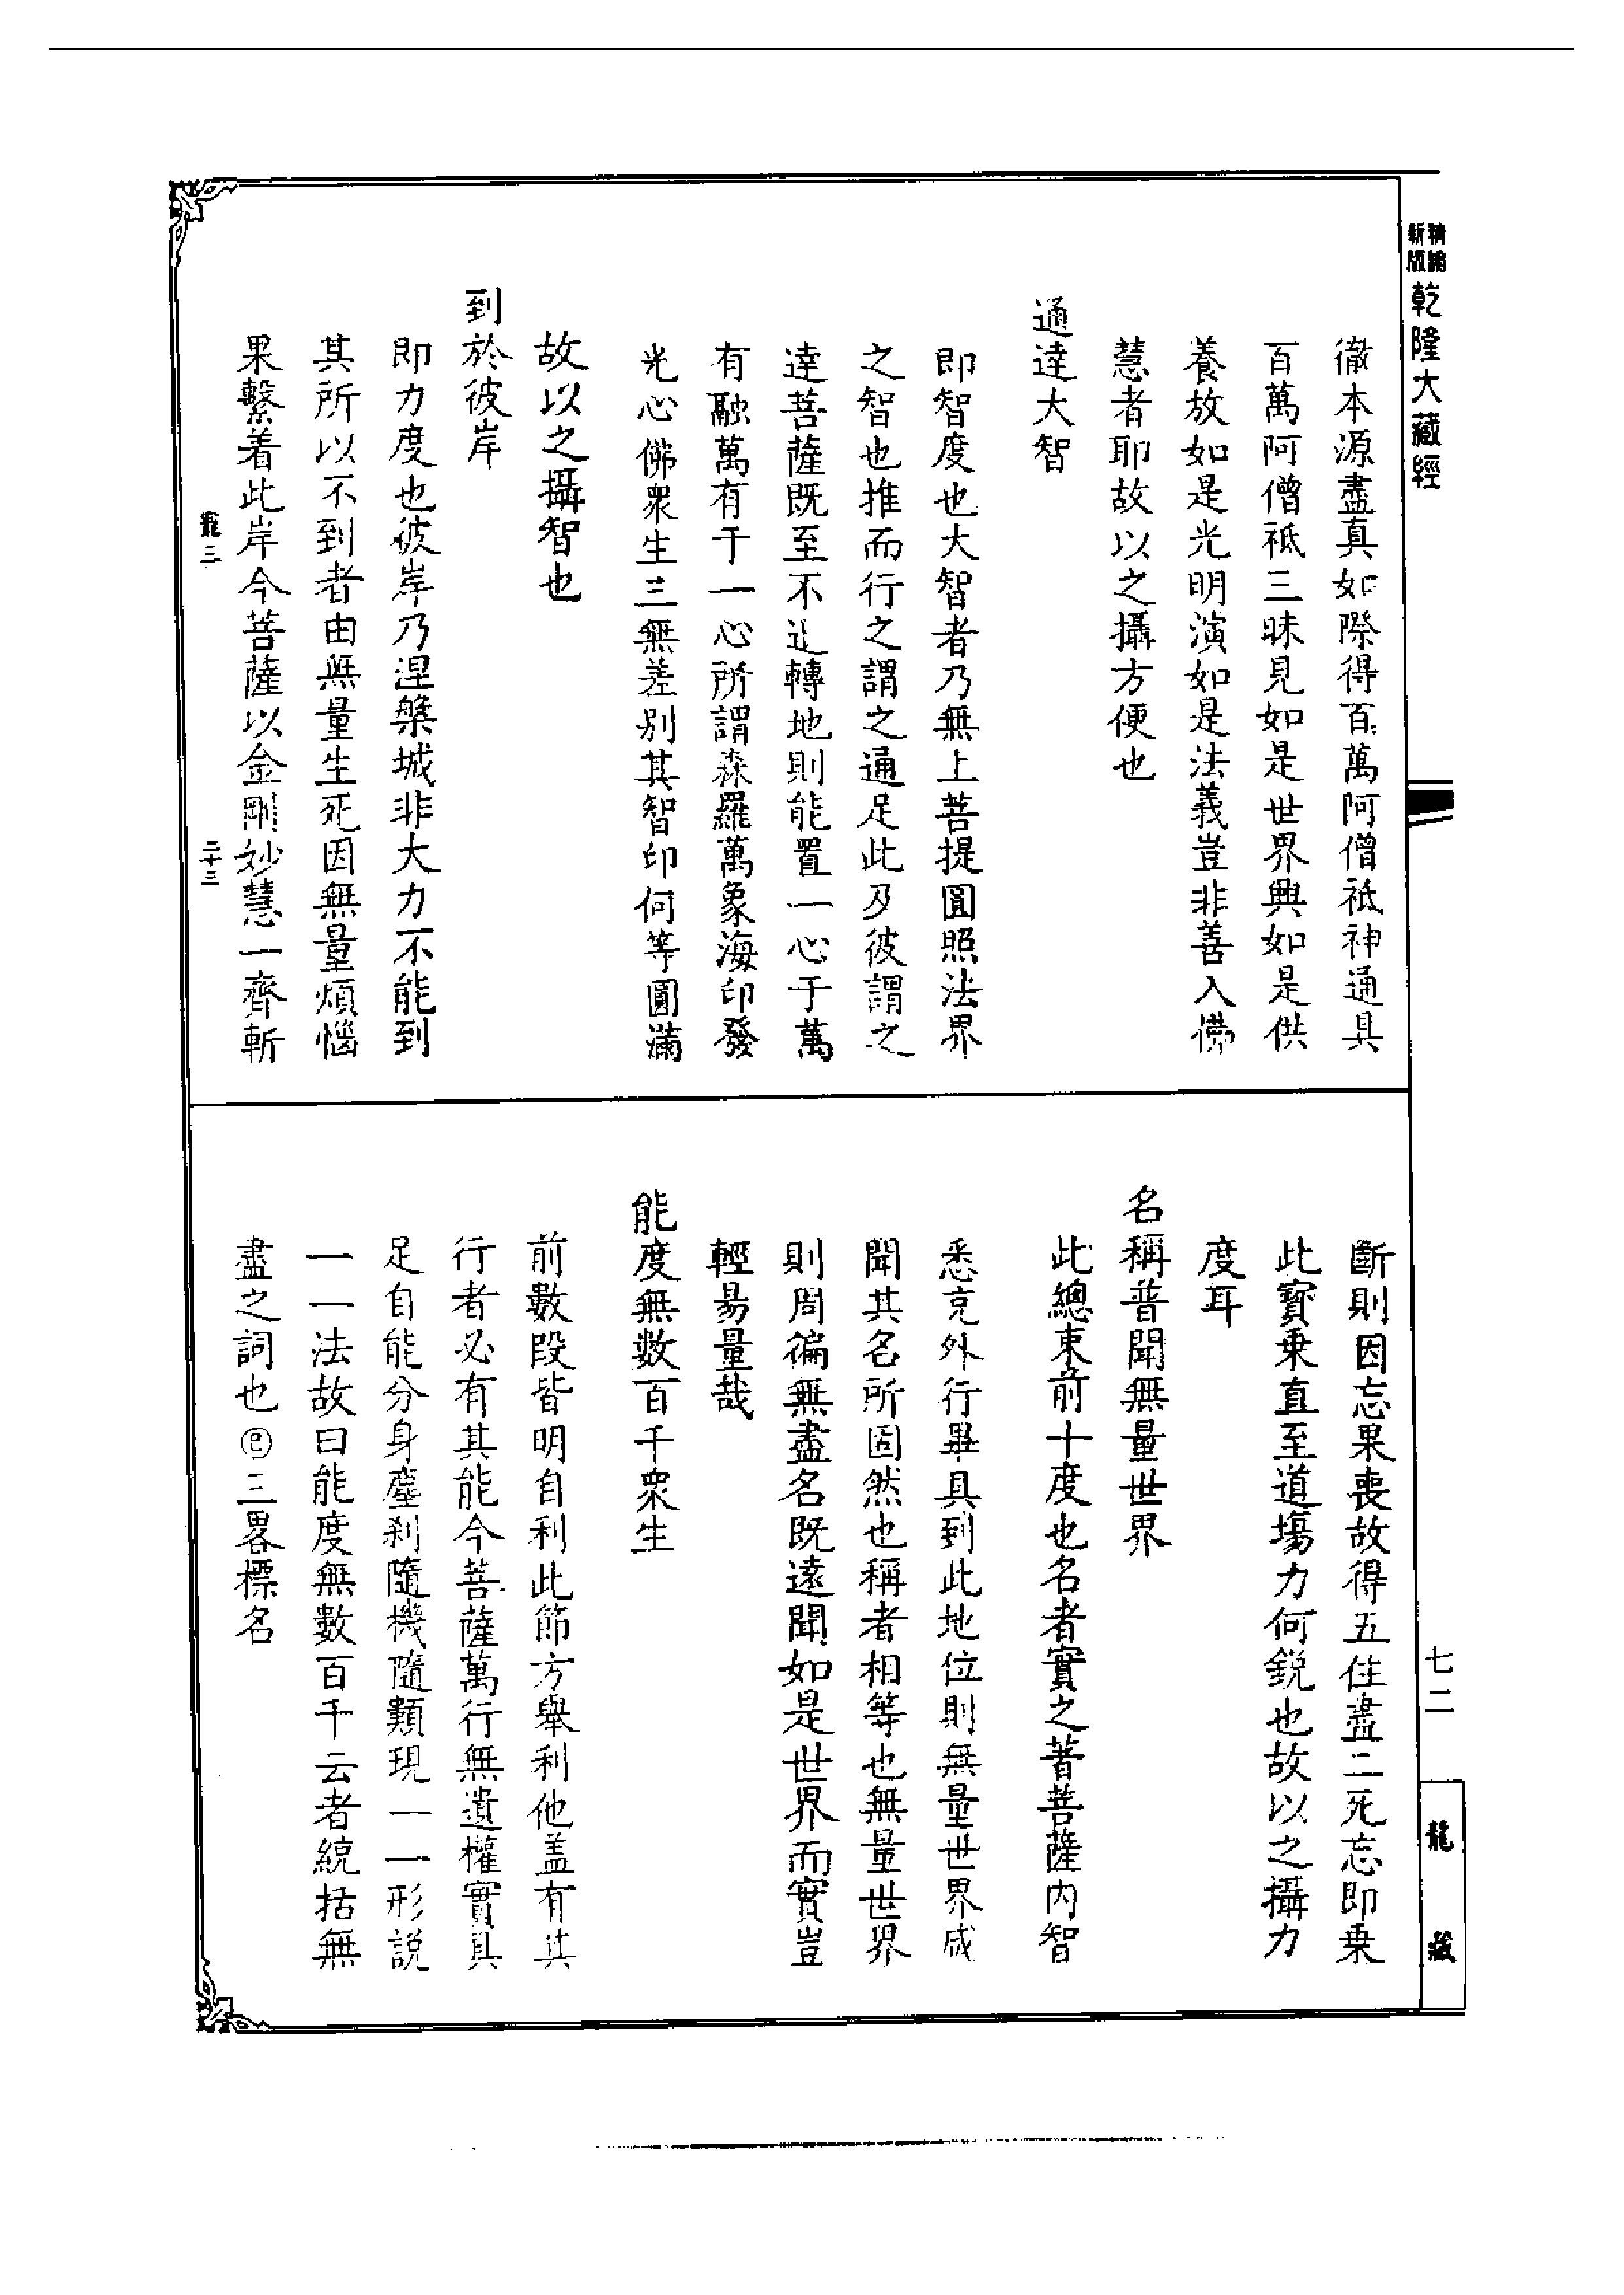 精縮
新版
乾隆大藏經
徹本源盡真如際得百萬阿僧祇神通具
百萬阿僧祇三昧見如是世界興如是供
養放如是光明演如是法義豈非善入佛
慧者耶故以之攝方便也
通達大智
即智度也大智者乃無上菩提圓照法界
之智也推而行之謂之通足此及彼謂之
達菩薩既至不退轉地則能置一心于萬
有融萬有于一心所謂森羅萬象海印發
光心佛衆生三無差別其智印何等圓滿
故以之攝智也
到於彼岸
即力度也彼岸乃涅槃城非大力不能到
其所以不到者由無量生死因無量煩惱
果繫着此岸今菩薩以金剛妙慧一齊斬
龍三
二十三
斷則因忘果喪故得五住盡二死忘即乗
此寳乗直至道塲力何銳也故以之攝力
度耳
名稱普聞無量世界
此總束前十度也名者實之著菩薩内智
悉克外行畢具到此地位則無量世界咸
聞其名所固然也稱者相等也無量世界
則周徧無盡名既遠聞如是世界而實豈
輕易量哉
能度無數百千衆生
前數段皆明自利此節方舉利他盖有其
行者必有其能今菩薩萬行無遺權實具
足自能分身塵刹隨機隨類現一一形説
一一法故曰能度無數百千云者統括無
盡之詞也㊂三畧標名
七二
龍藏